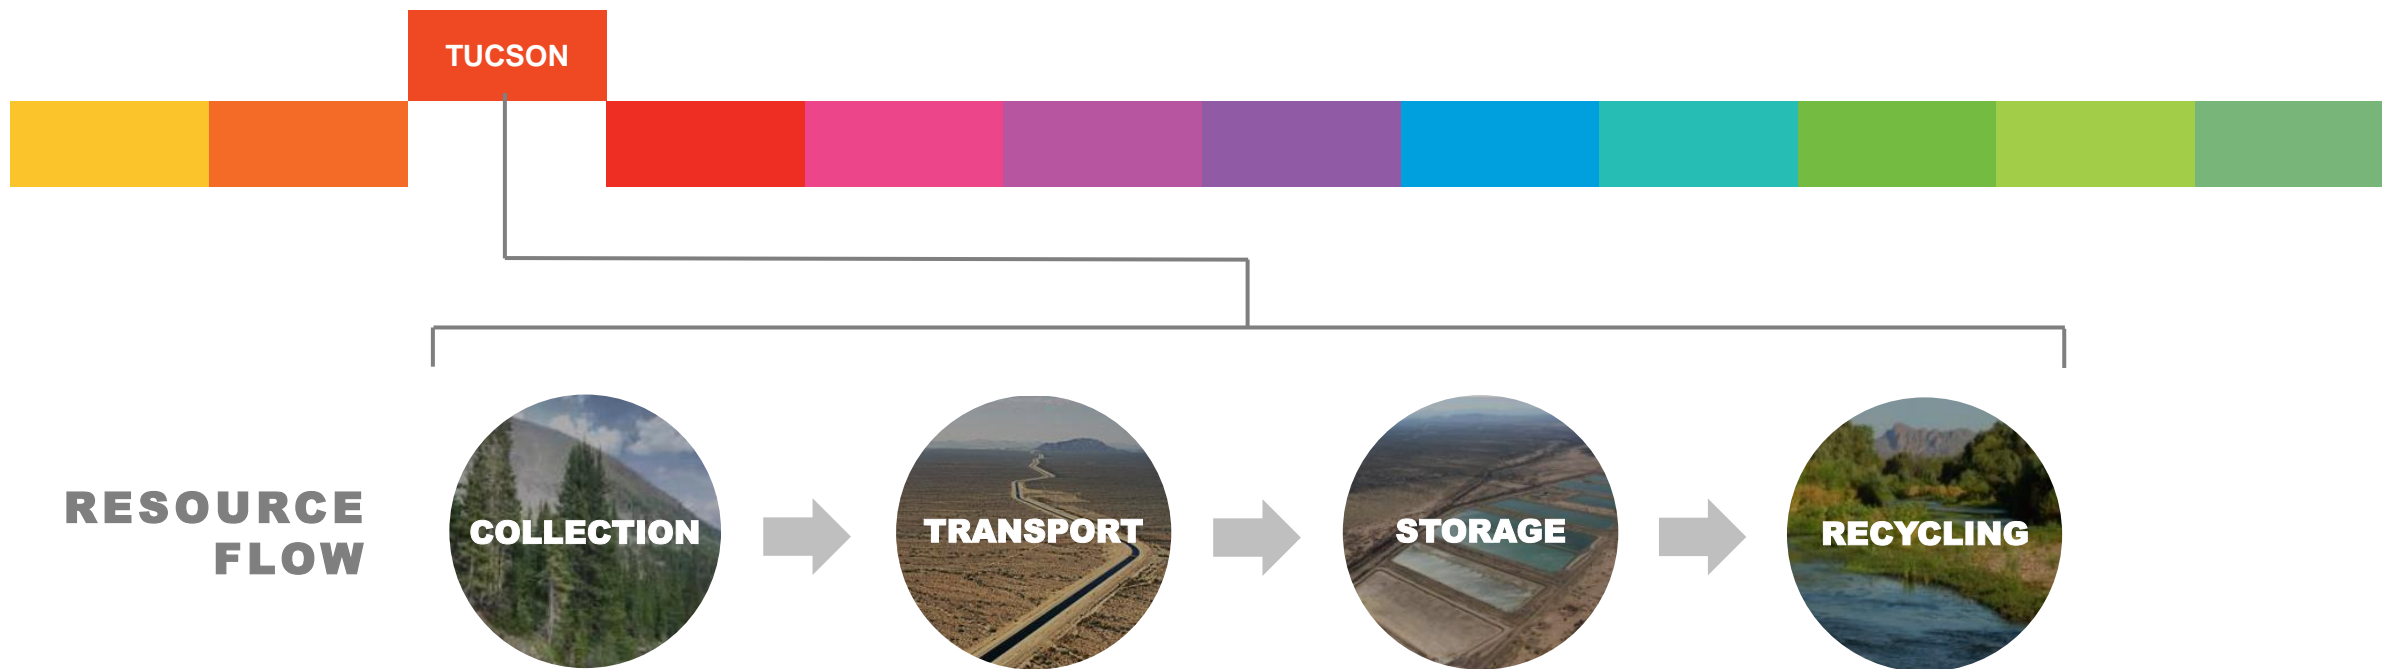 TUCSON
RESOURCE
FLOW
COLLECTION
TRANSPORT
STORAGE
RECYCLING